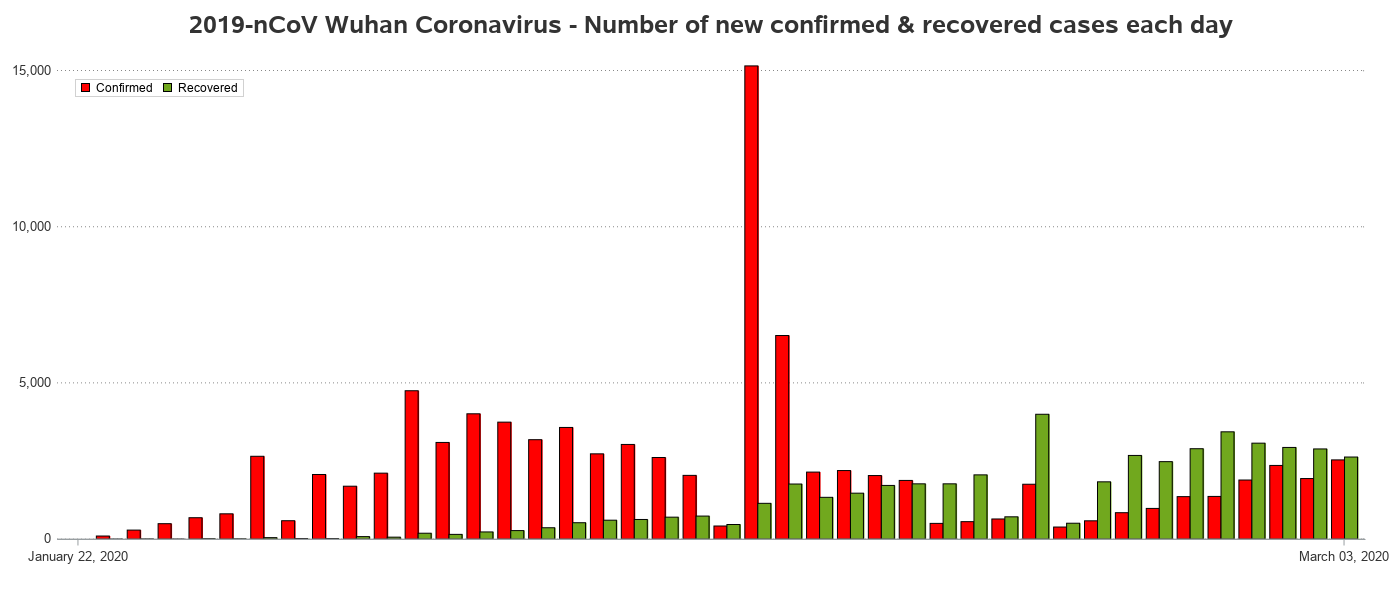 2019-nCoV Wuhan Coronavirus - Number of new confirmed & recovered cases each day
15,000
Confirmed Recovered
10,000
5,000
0
January 22, 2020 March 03, 2020